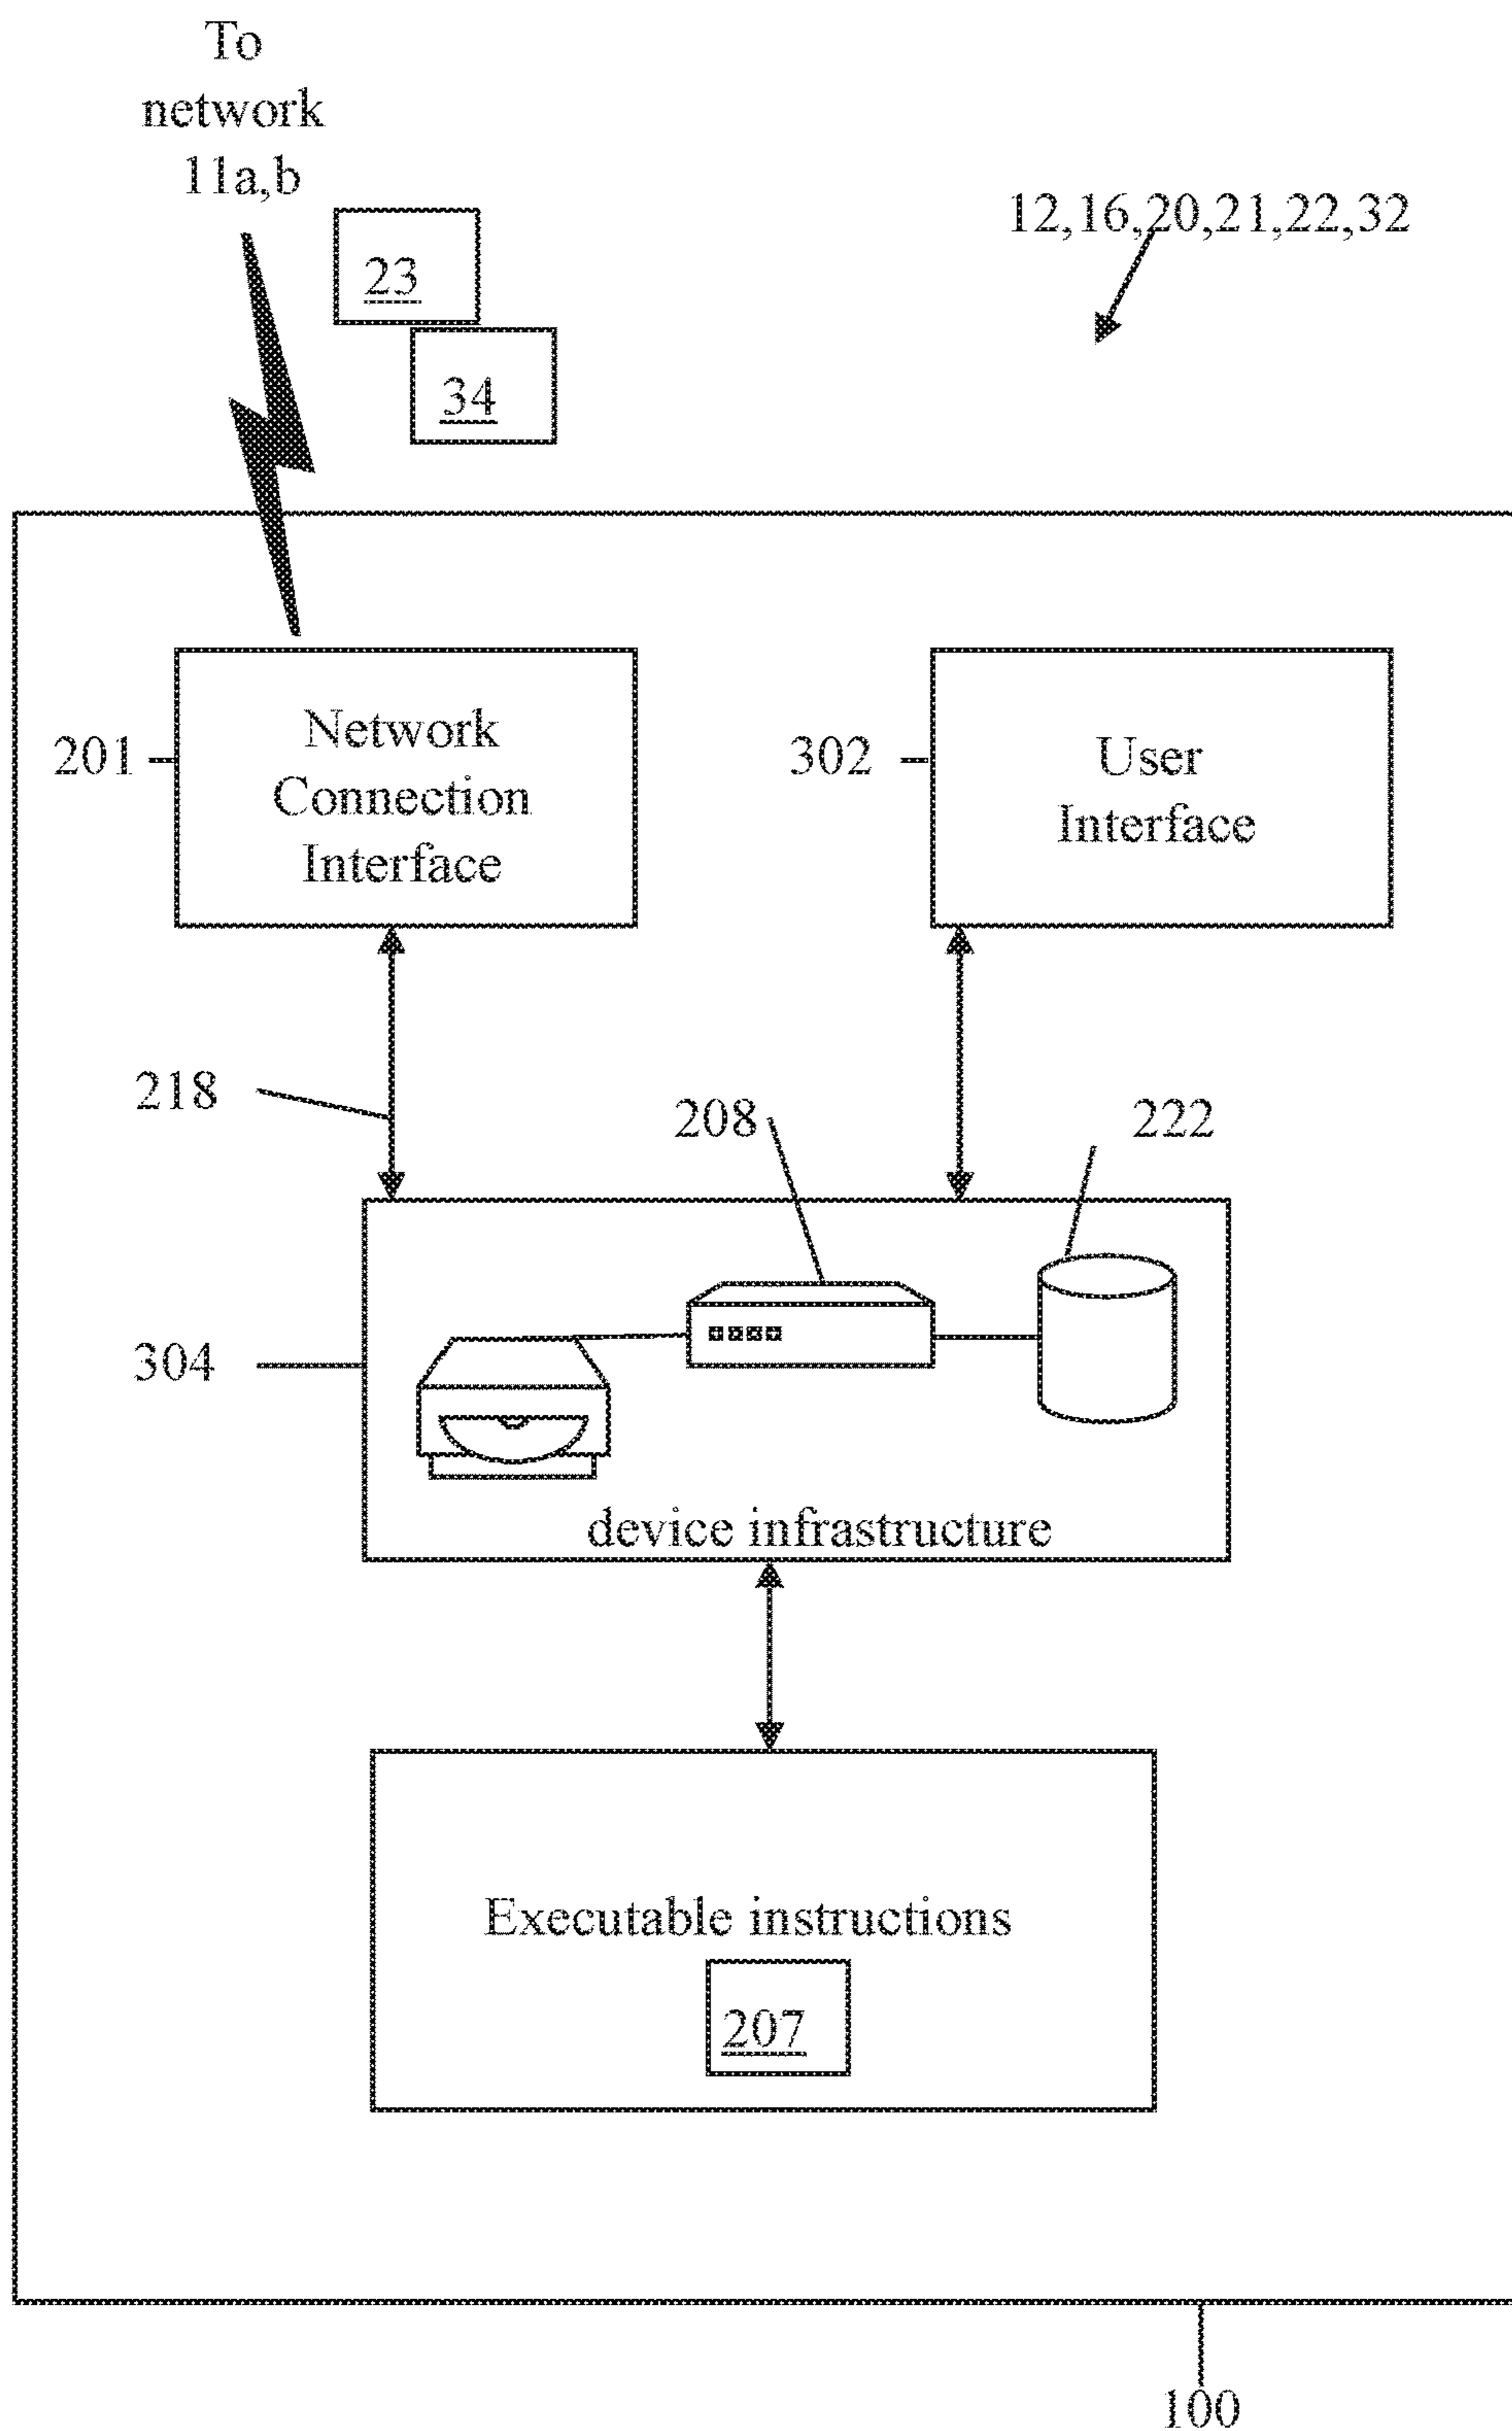 To
network
11a,b
12,16,20,21,22,32
23
34
201
Network
Connection
Interface
302
User
Interface
218
208
222
304
device infrastructure
Executable instructions
207
100